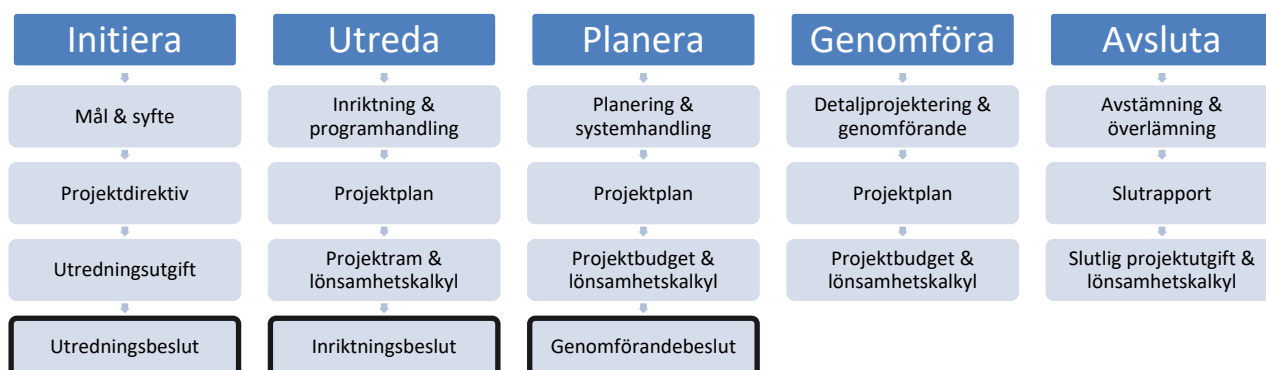 Initiera
Mål & syfte
Projektdirektiv
Utredningsutgift
Utredningsbeslut
Utreda
Inriktning &
programhandling
Projektplan
Projektram &
lönsamhetskalkyl
Inriktningsbeslut
Planera
Planering &
systemhandling
Projektplan
Projektbudget &
lönsamhetskalkyl
Genomförandebeslut
Genomföra
Detaljprojektering &
genomförande
Projektplan
Projektbudget &
lönsamhetskalkyl
Avsluta
Avstämning &
överlämning
Slutrapport
Slutlig projektutgift &
lönsamhetskalkyl